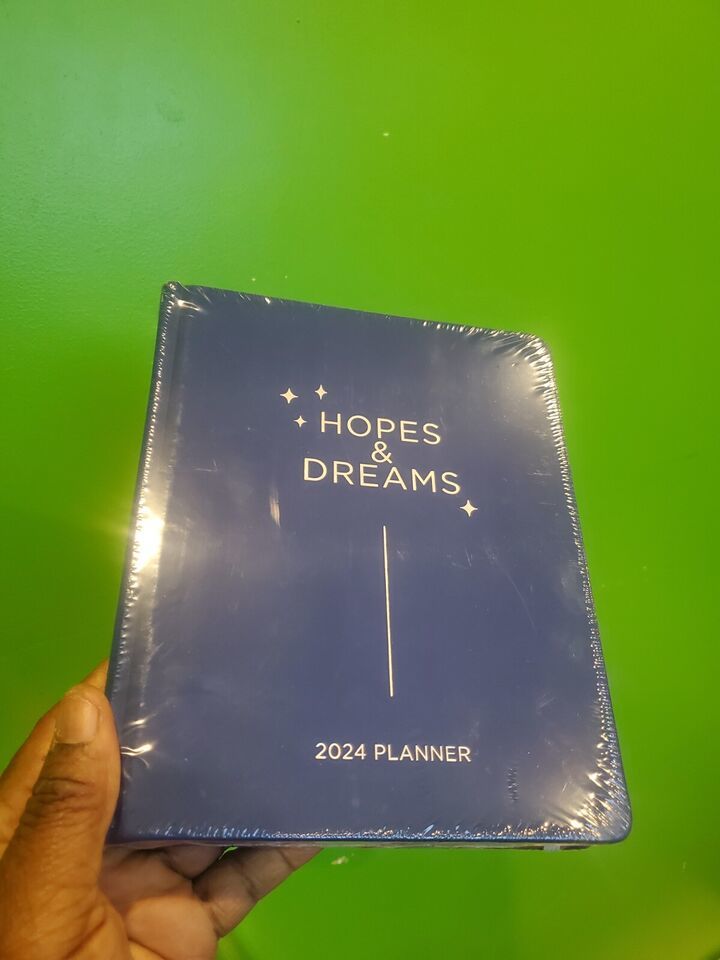 HOPES
&
DREAMS
2024 PLANNER